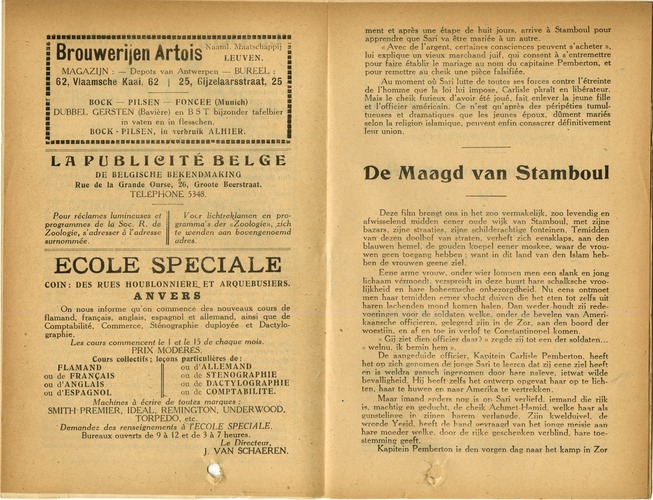 Brouwerijen Artois Naaml. Maatschappij
LEUVEN.
MAGAZIJN : — Depots van Antwerpen — BUREEL :
62, Vlaamsche Kaai, 62 | 25, Gijzelaarsstraat, 25
BOCK — PILSEN — FONCEE (Munich)
DUBBEL GERSTEN (Bavière) en B S T bijzonder tafelbier
in vaten en in flesschen.
BOCK - PILSEN, in verbruik ALHIER.
LA PUBLICITÉ BELGE
DE BELGISCHE BEKENDMAKING
Rue de la Grande Ourse, 26, Groote Beerstraat.
TELEPHONE 5348.
Pour réclames lumineuses et
programmes de la Soc. R. de
Zoologie, s'adresser à l'adresse
surnommée.
Voor lichtreklamen en pro-
gramma's der «Zoologie», zich
te wenden aan bovengenoemd
adres.
ECOLE SPECIALE
COIN: DES RUES HOUBLONNIERE ET ARQUEBUSIERS.
ANVERS
On nous informe qu'on commence des nouveaux cours de
flamand, français, anglais, espagnol et allemand, ainsi que de
Comptabilité, Commerce, Sténographie duployée et Dactylo-
graphie.
Les cours commencent le 1 et le 15 de chaque mois.
PRIX MODERES.
Cours collectifs; leçons particulières de:
FLAMAND
ou de FRANÇAIS
ou d'ANGLAIS
ou d'ESPAGNOL
ou d'ALLEMAND
ou de STENOGRAPHIE
ou de DACTYLOGRAPHIE
ou de COMPTABILITE.
Machines à écrire de toutes marques:
SMITH PREMIER, IDEAL, REMINGTON, UNDERWOOD,
TORPEDO, etc.
Demandez des renseignements à l'ECOLE SPECIALE.
Bureaux ouverts de 9 à 12 et de 3 à 7 heures.
Le Directeur,
J. VAN SCHAEREN.
ment et après une étape de huit jours, arrive à Stamboul pour
apprendre que Sari va être mariée à un autre.
« Avec de l'argent, certaines consciences peuvent s'acheter »,
lui explique un vieux marchand juif, qui consent à s'entremettre
pour faire établir le mariage au nom du capitaine Pemberton, et
pour remettre au cheik une pièce falsifiée.
Au moment où Sari lutte de toutes ses forces contre l'étreinte
de l'homme que la loi lui impose, Carlisle paraît en libérateur.
Mais le cheik furieux d'avoir été joué, fait enlever la jeune fille
et l'officier américain. Ce n'est qu'après des péripéties tumul-
tueuses et dramatiques que les jeunes époux, dûment mariés
selon la religion islamique, peuvent enfin consacrer définitivement
leur union.
De Maagd van Stamboul
Deze film brengt ons in het zoo vermakelijk, zoo levendig en
afwisselend midden eener oude wijk van Stamboul, met zijne
bazars, zijne straatjes, zijne schilderachtige fonteinen. Temidden
van dezen doolhof van straten, verheft zich eensklaps, aan den
blauwen hemel, de gouden koepel eener moskee, waar de vrou-
wen geen toegang hebben; want in dit land van den Islam heb-
ben de vrouwen geene ziel.
Eene arme vrouw, onder wier lompen men een slank en jong
lichaam vermoedt, verspreidt in deze buurt hare schalksche vroo-
lijkheid en hare boheemsche onbezorgdheid. Nu eens ontmoet
men haar temidden eener vlucht duiven die het eten tot zelfs uit
haren lachenden mond komen halen. Dan weder houdt zij rede-
voeringen voor de soldaten welke, onder de bevelen van Ameri-
kaansche officieren, gelegerd zijn in de Zor, aan den boord der
woestijn, en af en toe in verlof te Constantinopel komen.
« Gij ziet dien officier daar? » zegde zij tot een der soldaten...
« welnu, ik bemin hem ».
De aangeduide officier, Kapitein Carlisle Pemberton, heeft
het op zich genomen de jonge Sari te leeren dat zij eene ziel heeft
en is weldra gansch ingenomen door hare naïeve, ietwat wilde
bevalligheid. Hij heeft zelfs het ontwerp opgevat haar op te lich-
ten, haar te huwen en naar Amerika te vertrekken.
Maar imand anders nog is on Sari verliefd, iemand die rijk
is, machtig en geducht, de cheik Achmet-Hamid, welke haar als
gunstelinge in zijnen harem verlangde. Zijn kwelduivel, de
wreede Yesid, heeft de hand gevraagd van het jonge meisje aan
hare moeder welke, door de rijke geschenken verblind, hare toe-
stemming geeft.
Kapitein Pemberton is den vorgen dag naar het kamp in Zor